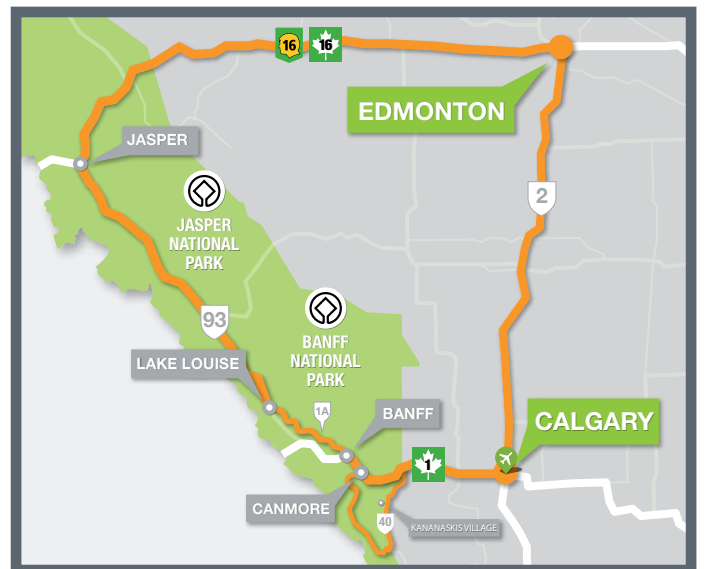 16
16
EDMONTON
JASPER
2
JASPER
NATIONAL
PARK
93
BANFF
NATIONAL
PARK
LAKE LOUISE
1A
BANFF
CALGARY
1
CANMORE
40
KANANASKIS VILLAGE